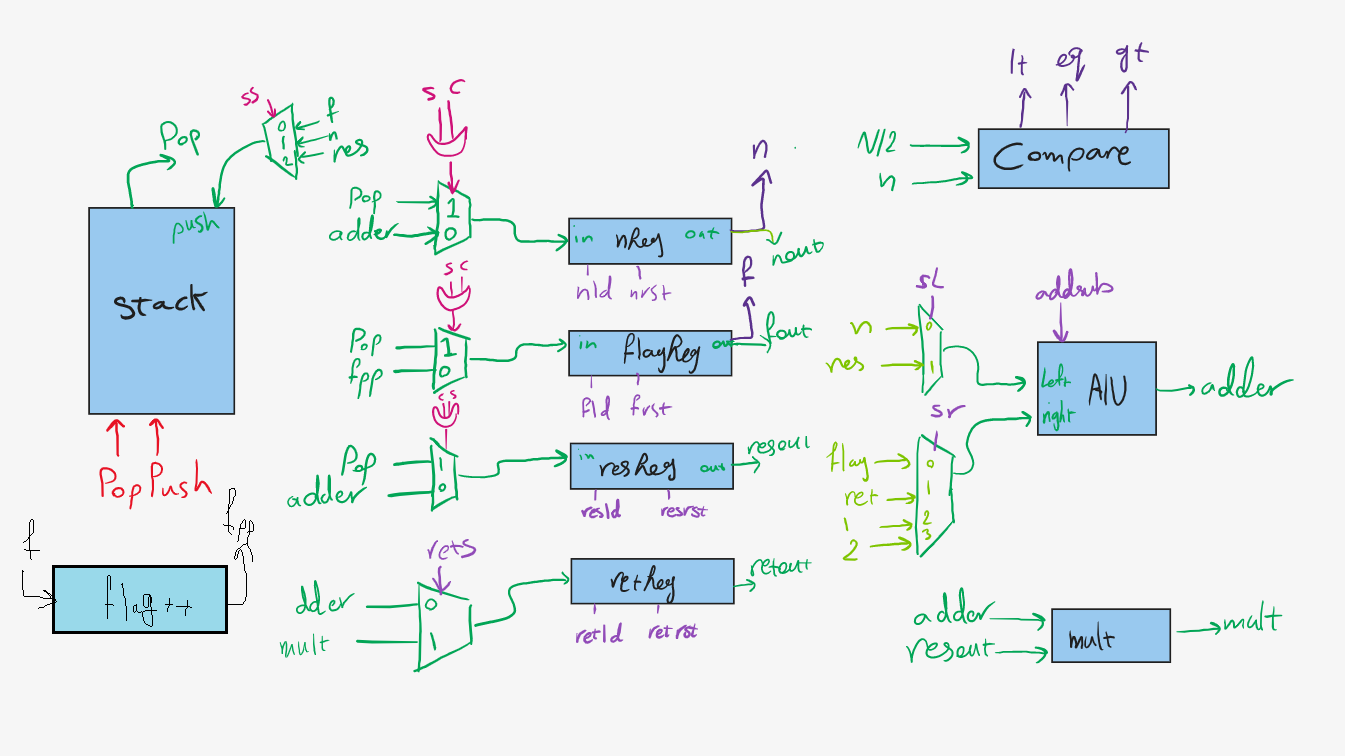 ss
0
1
2
f
n
res
Pop
push
stack
Pop Push
f
fpp
flag++
s c
Pop
adder
1
0
in nReg out
nld nrst
n
nout
s c
Pop
fpp
1
0
in flagReg out
fld frst
f
fout
c s
Pop
adder
1
0
in resReg out
resld resrst
resout
rets
dder
mult
0
1
retReg
retld retrst
retout
lt eq gt
N/2
n
Compare
sl
n
res
0
1
sr
flag
ret
1
2
0
1
2
3
addsub
left
right
A/U
adder
adder
resout
mult
mult